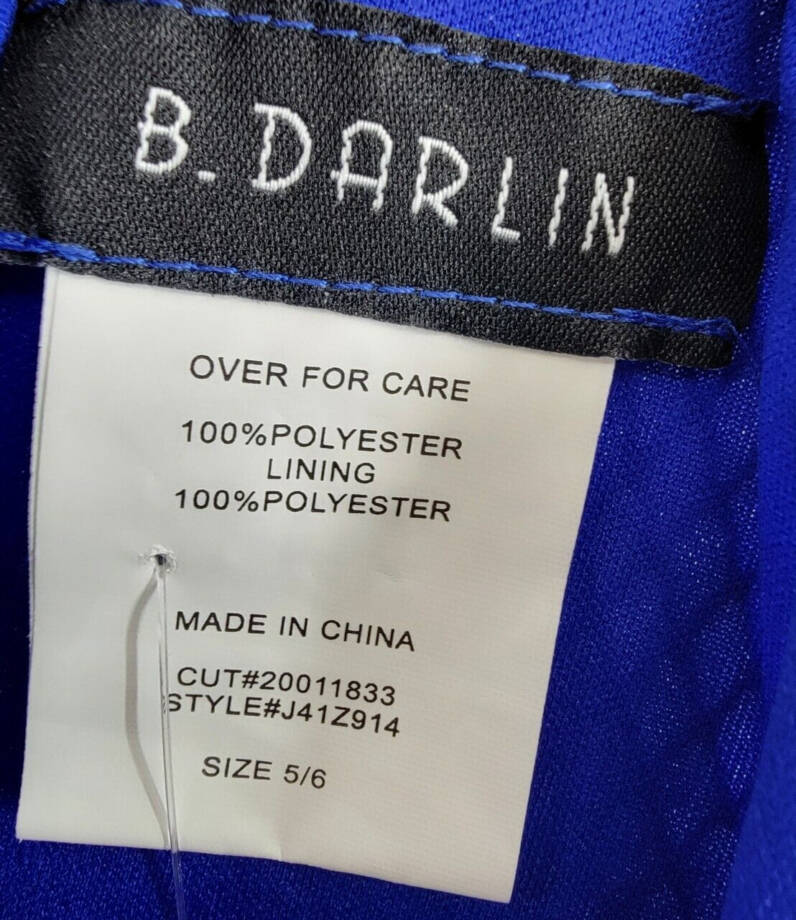 B. DARLIN
OVER FOR CARE
100%POLYESTER
LINING
100%POLYESTER
MADE IN CHINA
CUT#20011833
STYLE#J41Z914
SIZE 5/6